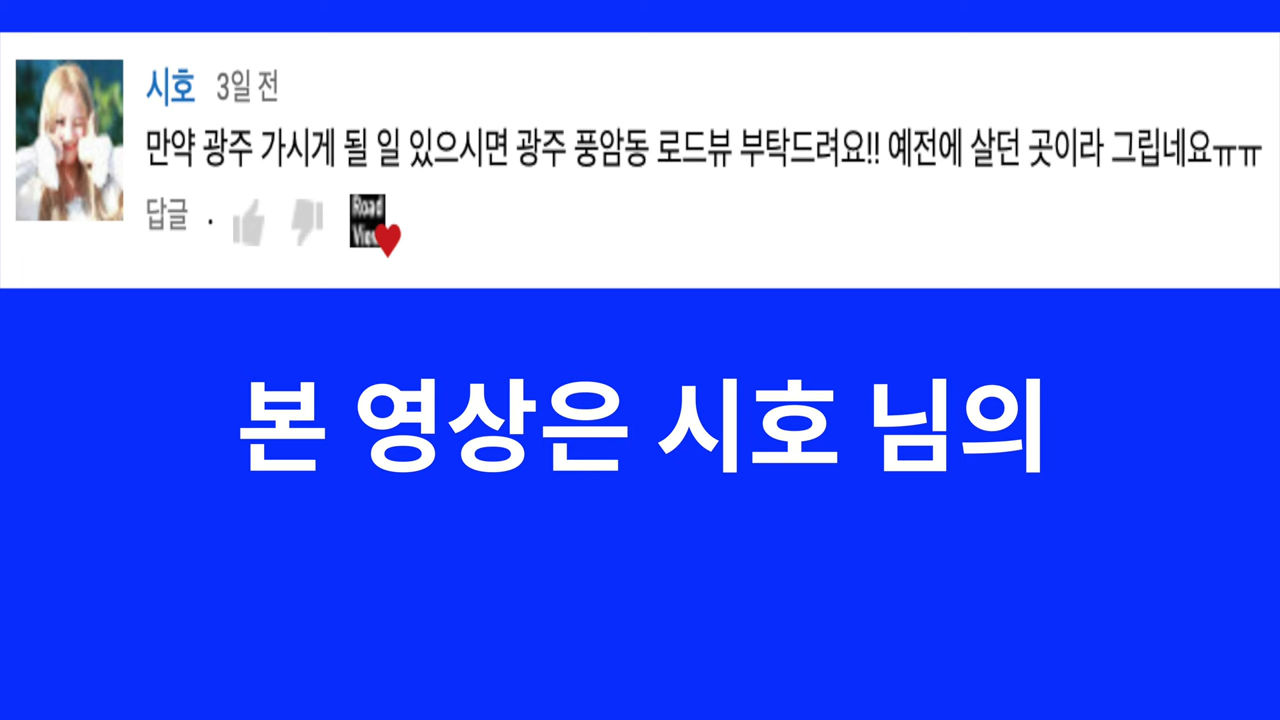 시호 3일 전
만약 광주 가시게 될 일 있으시면 광주 풍암동 로드뷰 부탁드려요!! 예전에 살던 곳이라 그립네요ㅠㅠ
답글 ·
Road
View
본 영상은 시호 님의